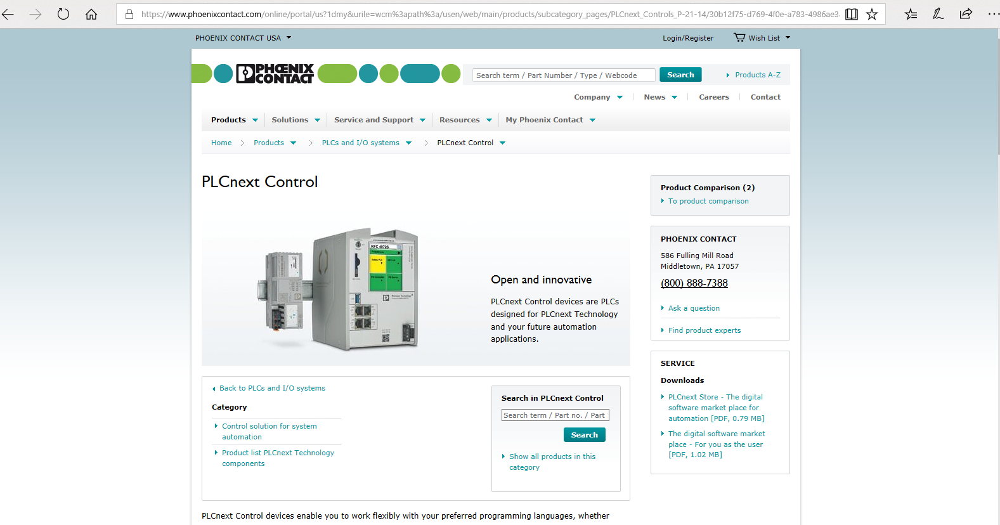 https://www.phoenixcontact.com/online/portal/us?1dmy&urile=wcm%3apath%3a/usen/web/main/products/subcategory_pages/PLCnext_Controls_P-21-14/30b12f75-d769-4f0e-a783-4986ae3
PHOENIX CONTACT USA
Login/Register
Wish List
PHŒNIX
CONTACT
Search term / Part Number / Type / Webcode
Search
Products A-Z
Company
News
Careers
Contact
Products
Solutions
Service and Support
Resources
My Phoenix Contact
Home
Products
PLCs and I/O systems
PLCnext Control
PLCnext Control
RFC 4072S
Open and innovative
PLCnext Control devices are PLCs
designed for PLCnext Technology
and your future automation
applications.
Product Comparison (2)
To product comparison
PHOENIX CONTACT
586 Fulling Mill Road
Middletown, PA 17057
(800) 888-7388
Ask a question
Find product experts
SERVICE
Downloads
PLCnext Store - The digital
software market place for
automation [PDF, 0.79 MB]
The digital software market
place - For you as the user
[PDF, 1.02 MB]
Back to PLCs and I/O systems
Category
Control solution for system
automation
Product list PLCnext Technology
components
Search in PLCnext Control
Search term / Part no. / Part
Search
Show all products in this
category
PLCnext Control devices enable you to work flexibly with your preferred programming languages, whether